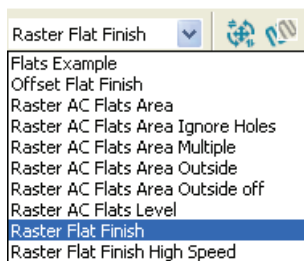 Raster Flat Finish
Flats Example
Offset Flat Finish
Raster AC Flats Area
Raster AC Flats Area Ignore Holes
Raster AC Flats Area Multiple
Raster AC Flats Area Outside
Raster AC Flats Area Outside off
Raster AC Flats Level
Raster Flat Finish
Raster Flat Finish High Speed